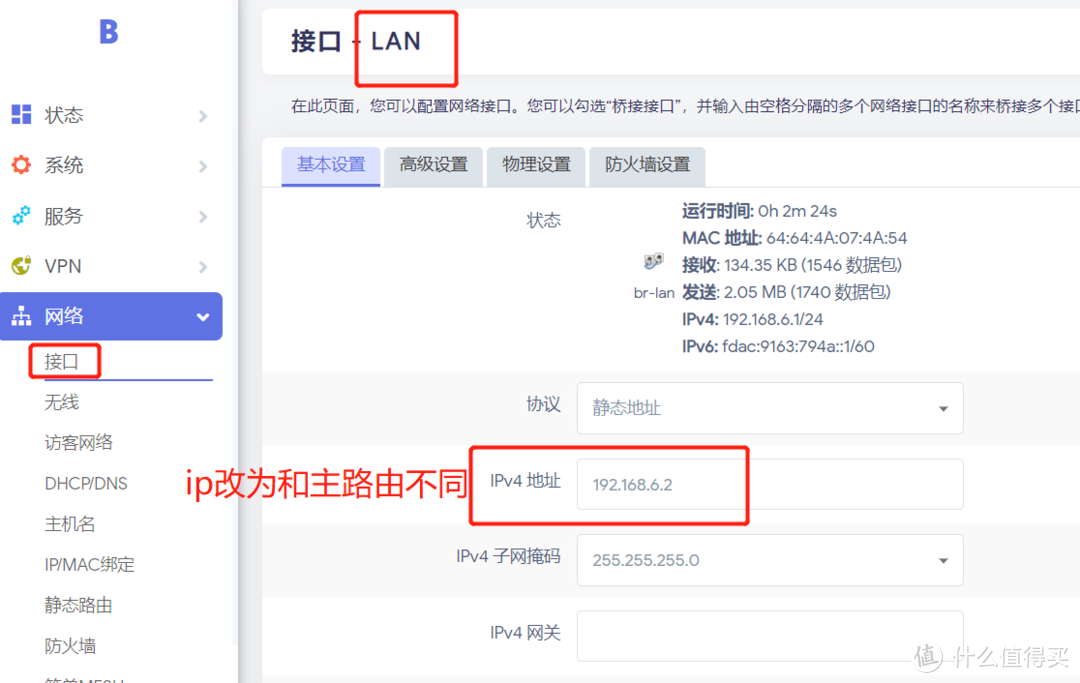 B
状态
系统
服务
VPN
网络
接口
无线
访客网络
DHCP/DNS
主机名
IP/MAC绑定
静态路由
防火墙
接口 - LAN
在此页面，您可以配置网络接口。您可以勾选“桥接接口”，并输入由空格分隔的多个网络接口的名称来桥接多个接口
基本设置
高级设置
物理设置
防火墙设置
状态
br-lan
运行时间: 0h 2m 24s
MAC 地址: 64:64:4A:07:4A:54
接收: 134.35 KB (1546 数据包)
发送: 2.05 MB (1740 数据包)
IPv4: 192.168.6.1/24
IPv6: fdac:9163:794a::1/60
协议
静态地址
ip改为和主路由不同
IPv4 地址
192.168.6.2
IPv4 子网掩码
255.255.255.0
IPv4 网关
值 什么值得买